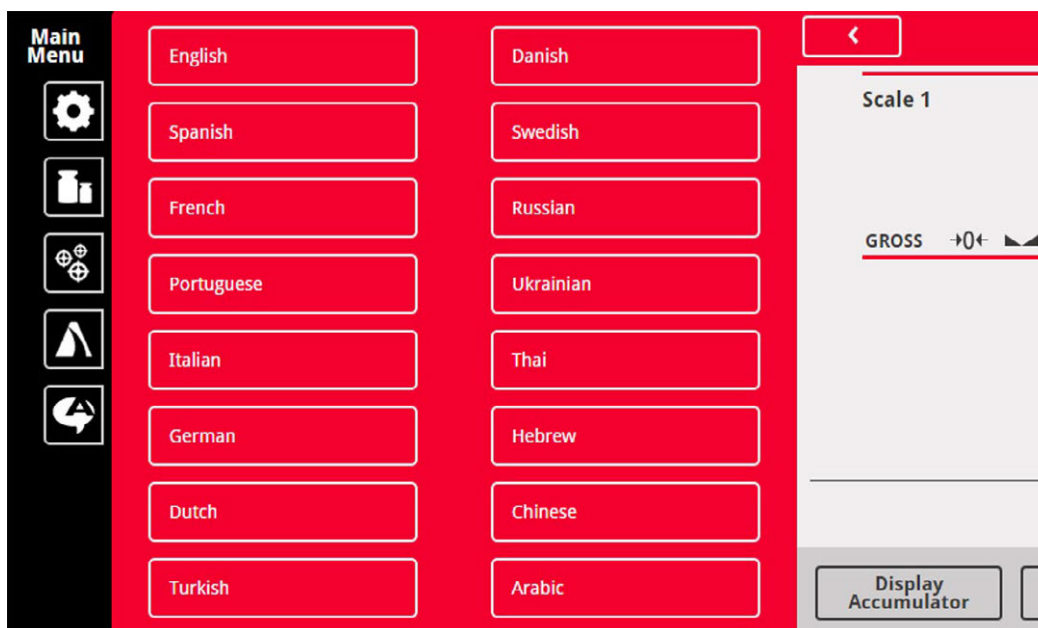 Main
Menu
English
Spanish
French
Portuguese
Italian
German
Dutch
Turkish
Danish
Swedish
Russian
Ukrainian
Thai
Hebrew
Chinese
Arabic
Scale 1
GROSS →0←
Display
Accumulator